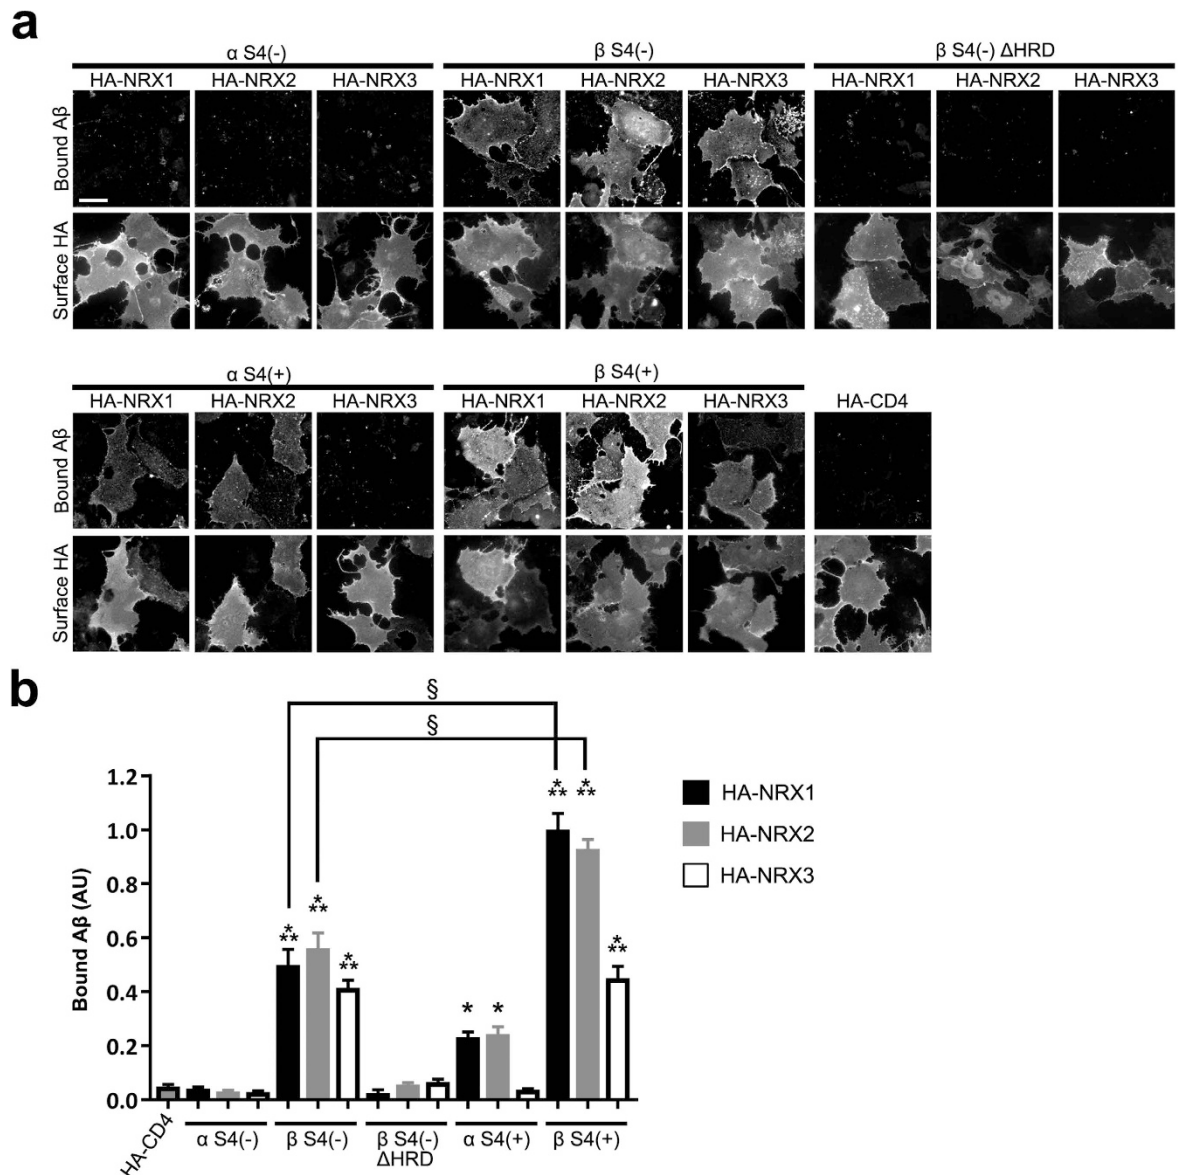 a
α S4(-) β S4(-) β S4(-) ΔHRD
HA-NRX1 HA-NRX2 HA-NRX3 HA-NRX1 HA-NRX2 HA-NRX3 HA-NRX1 HA-NRX2 HA-NRX3
Bound Aβ
Surface HA
α S4(+) β S4(+)
HA-NRX1 HA-NRX2 HA-NRX3 HA-NRX1 HA-NRX2 HA-NRX3 HA-CD4
Bound Aβ
Surface HA
b
§
§
Bound Aβ (AU)
1.2
1.0
0.8
0.6
0.4
0.2
0.0
***
***
***
*
*
***
***
***
HA-NRX1
HA-NRX2
HA-NRX3
HA-CD4 α S4(-) β S4(-) β S4(-) α S4(+) β S4(+)
ΔHRD